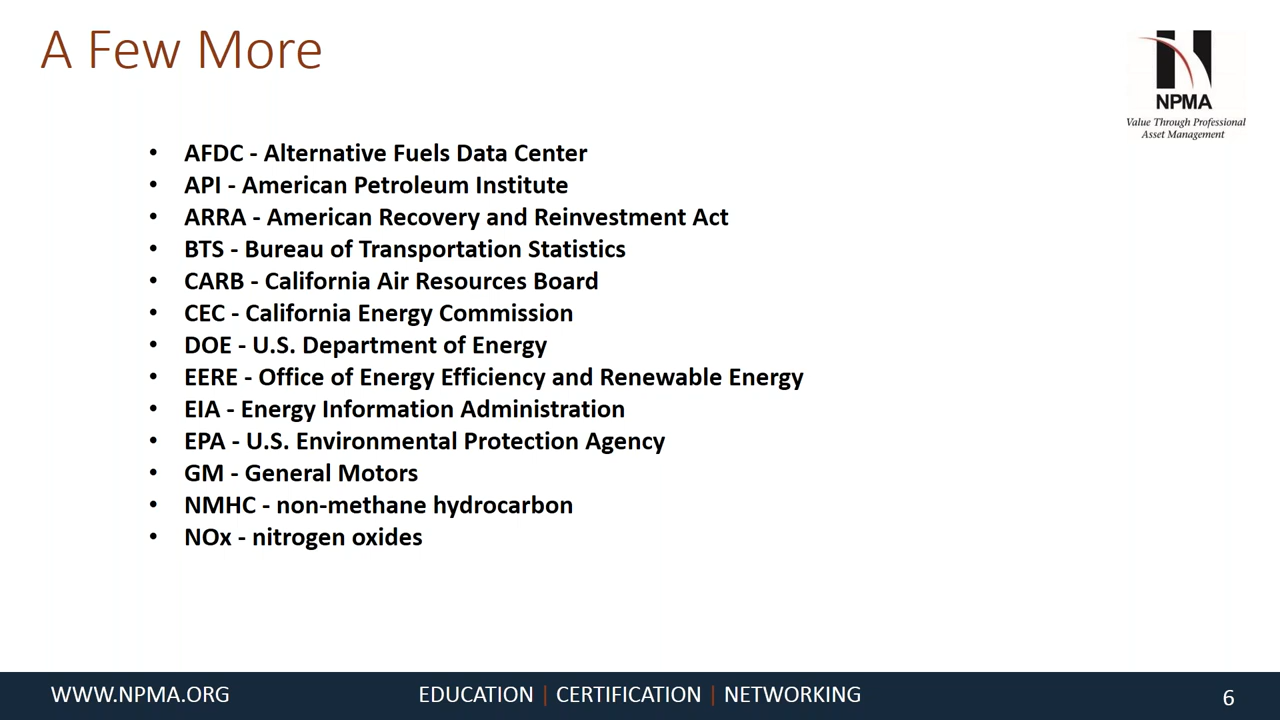 A Few More
NPMA
Value Through Professional
Asset Management
• AFDC - Alternative Fuels Data Center
• API - American Petroleum Institute
• ARRA - American Recovery and Reinvestment Act
• BTS - Bureau of Transportation Statistics
• CARB - California Air Resources Board
• CEC - California Energy Commission
• DOE - U.S. Department of Energy
• EERE - Office of Energy Efficiency and Renewable Energy
• EIA - Energy Information Administration
• EPA - U.S. Environmental Protection Agency
• GM - General Motors
• NMHC - non-methane hydrocarbon
• NOx - nitrogen oxides
WWW.NPMA.ORG EDUCATION | CERTIFICATION | NETWORKING 6